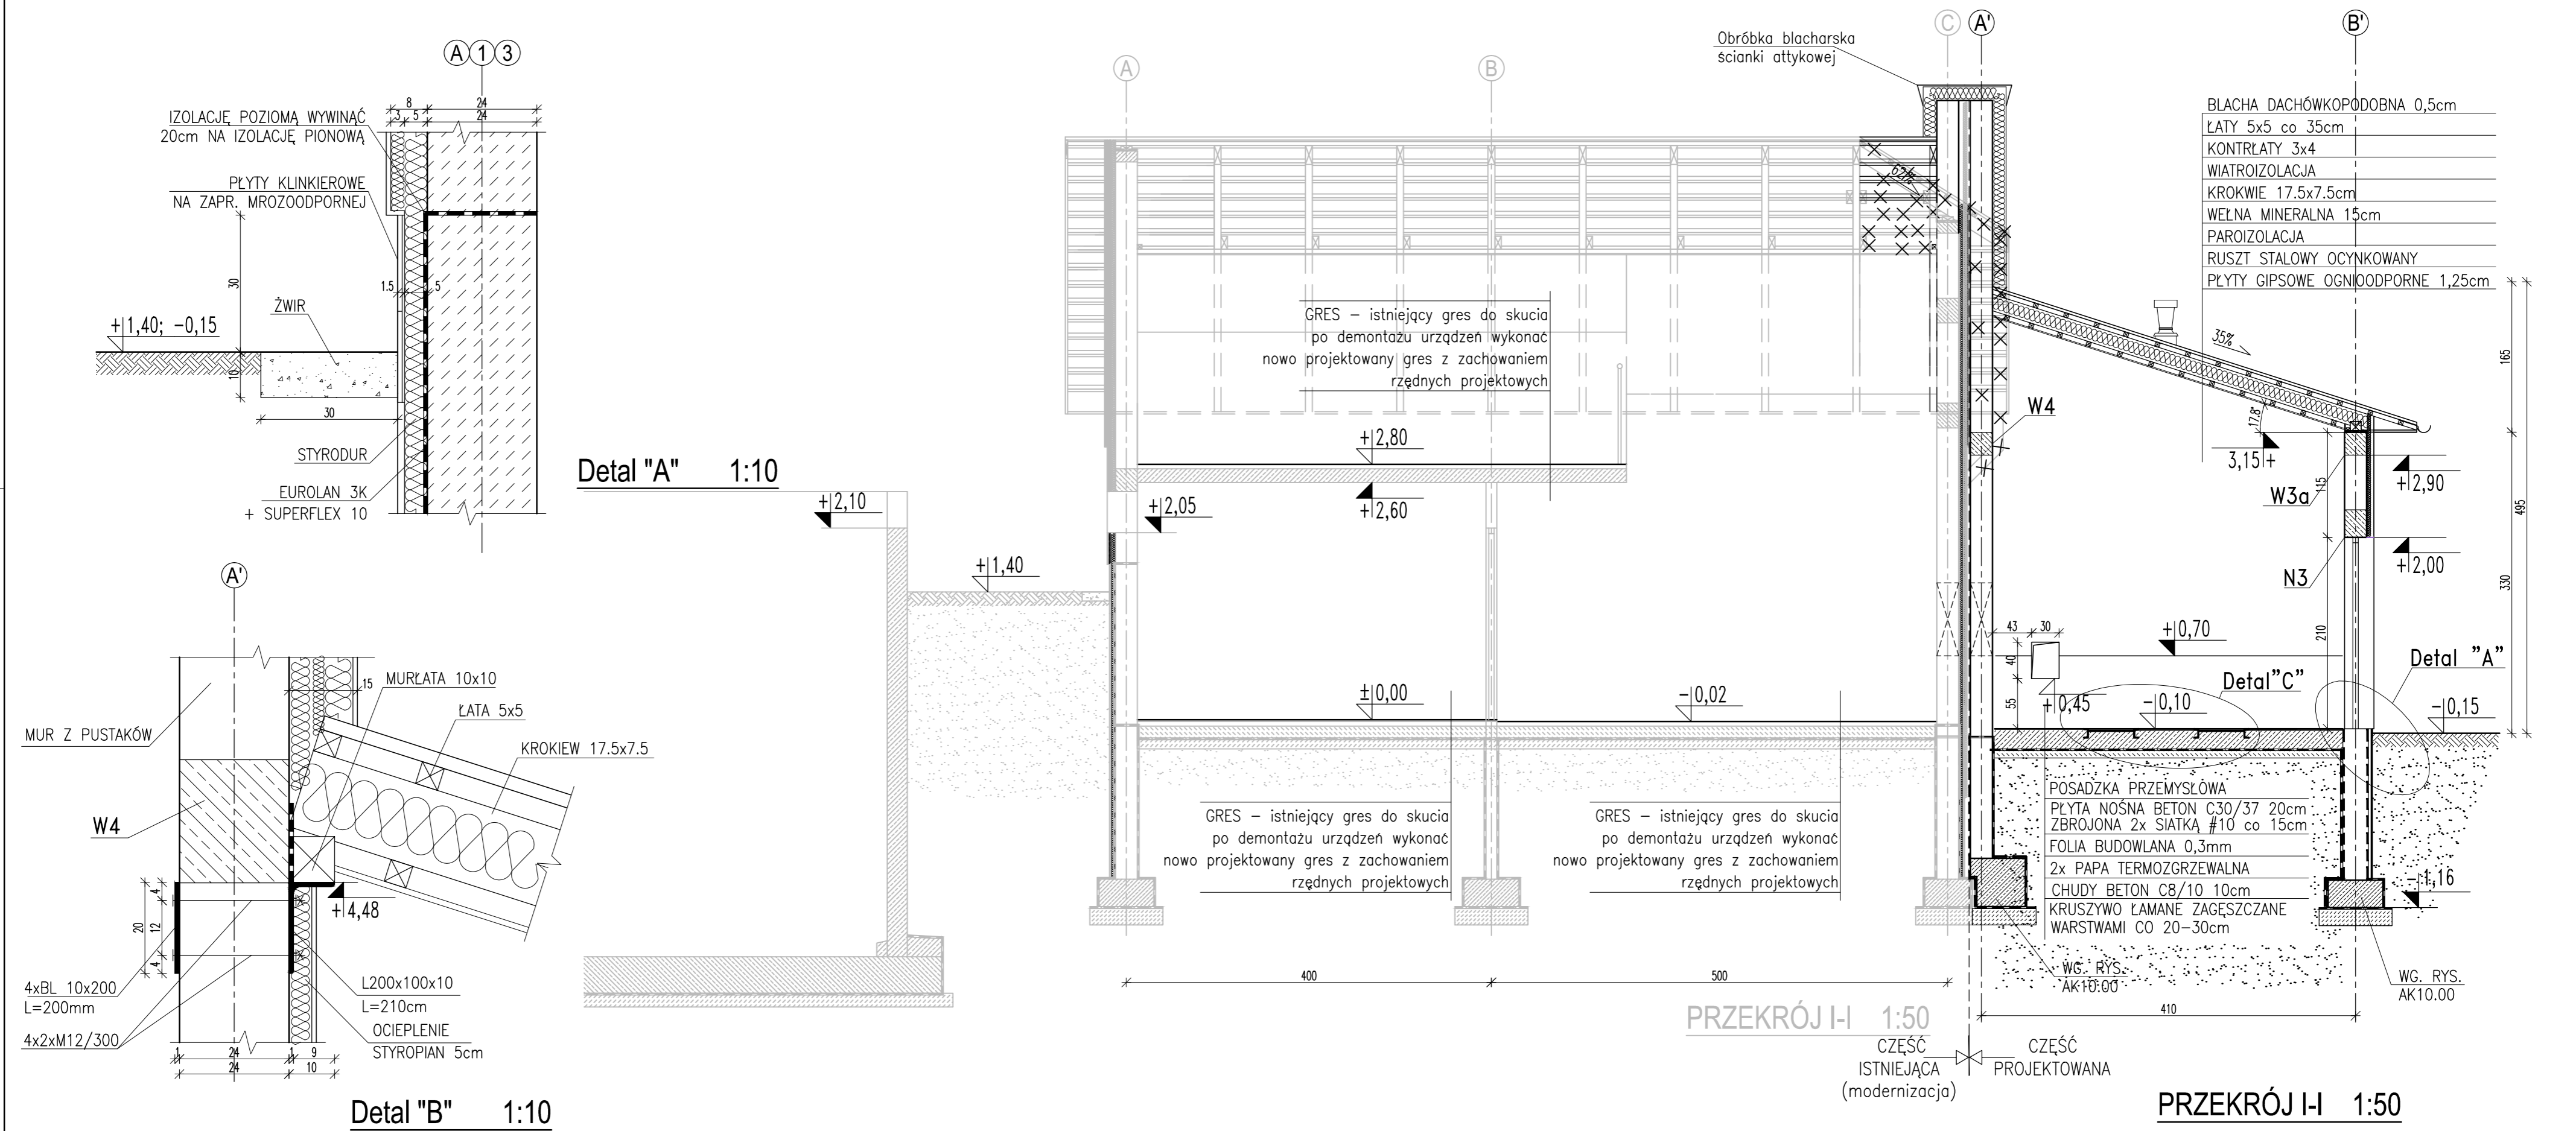 A 1 3
8
24
3 5
24
IZOLACJĘ POZIOMĄ WYWINĄĆ
20cm NA IZOLACJĘ PIONOWĄ
PŁYTY KLINKIEROWE
NA ZAPR. MROZOODPORNEJ
30
1.5
5
ŻWIR
+1,40; -0,15
10
30
STYRODUR
EUROLAN 3K
+ SUPERFLEX 10
Detal "A" 1:10
A'
15
MURŁATA 10x10
ŁATA 5x5
KROKIEW 17.5x7.5
MUR Z PUSTAKÓW
W4
+4,48
20
4
12
4
4xBL 10x200
L=200mm
4x2xM12/300
L200x100x10
L=210cm
OCIEPLENIE
STYROPIAN 5cm
1 24 1 9
24 10
Detal "B" 1:10
A
B
C
A'
B'
Obróbka blacharska
ścianki attykowej
62%
BLACHA DACHÓWKOPODOBNA 0,5cm
ŁATY 5x5 co 35cm
KONTRŁATY 3x4
WIATROIZOLACJA
KROKWIE 17.5x7.5cm
WEŁNA MINERALNA 15cm
PAROIZOLACJA
RUSZT STALOWY OCYNKOWANY
PŁYTY GIPSOWE OGNIOODPORNE 1,25cm
GRES – istniejący gres do skucia
po demontażu urządzeń wykonać
nowo projektowany gres z zachowaniem
rzędnych projektowych
35%
17.8°
165
495
330
W4
3,15+
+2,90
W3a
115
+2,00
N3
210
+2,80
+2,60
+2,10
+2,05
+1,40
43 30
+0,70
40
55
+0,45
Detal"C"
Detal "A"
-0,10
-0,15
±0,00
-0,02
GRES – istniejący gres do skucia
po demontażu urządzeń wykonać
nowo projektowany gres z zachowaniem
rzędnych projektowych
GRES – istniejący gres do skucia
po demontażu urządzeń wykonać
nowo projektowany gres z zachowaniem
rzędnych projektowych
POSADZKA PRZEMYSŁOWA
PŁYTA NOŚNA BETON C30/37 20cm
ZBROJONA 2x SIATKĄ #10 co 15cm
FOLIA BUDOWLANA 0,3mm
2x PAPA TERMOZGRZEWALNA
CHUDY BETON C8/10 10cm
KRUSZYWO ŁAMANE ZAGĘSZCZANE
WARSTWAMI CO 20-30cm
-1,16
WG. RYS.
AK10.00
WG. RYS.
AK10.00
400
500
410
PRZEKRÓJ I-I 1:50
CZĘŚĆ
ISTNIEJĄCA
(modernizacja)
CZĘŚĆ
PROJEKTOWANA
PRZEKRÓJ I-I 1:50